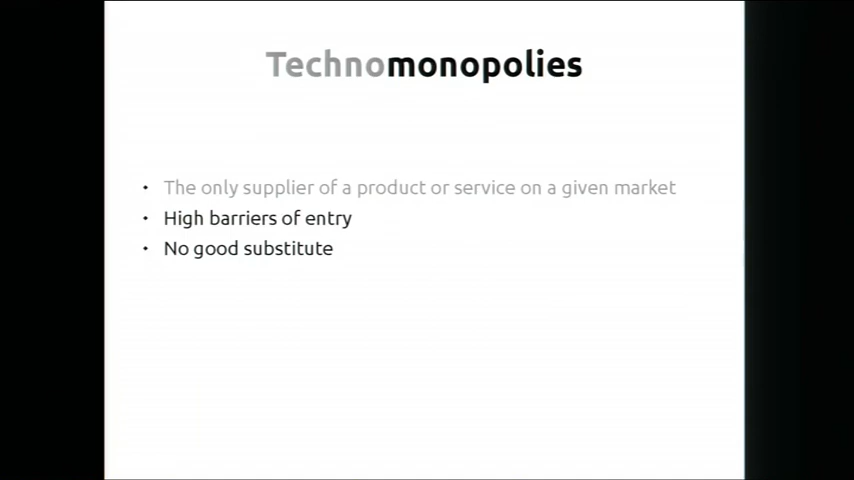 Technomonopolies
• The only supplier of a product or service on a given market
• High barriers of entry
• No good substitute